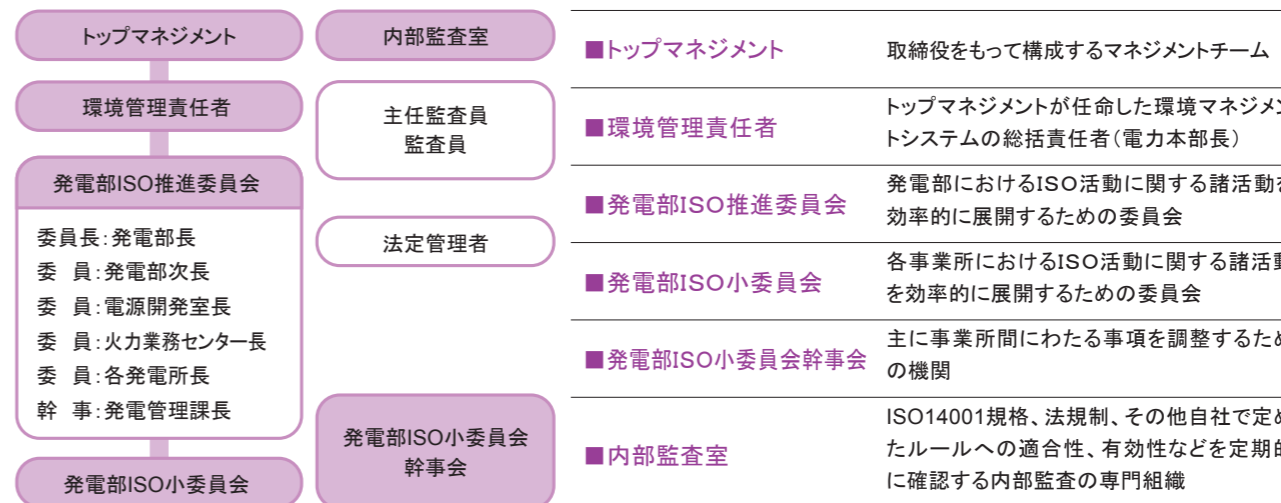 トップマネジメント
環境管理責任者
発電部ISO推進委員会
委員長:発電部長
委 員:発電部次長
委 員:電源開発室長
委 員:火力業務センター長
委 員:各発電所長
幹 事:発電管理課長
発電部ISO小委員会
内部監査室
主任監査員
監査員
法定管理者
発電部ISO小委員会
幹事会
■トップマネジメント
取締役をもって構成するマネジメントチーム
■環境管理責任者
トップマネジメントが任命した環境マネジメン
トシステムの総括責任者(電力本部長)
■発電部ISO推進委員会
発電部におけるISO活動に関する諸活動を
効率的に展開するための委員会
■発電部ISO小委員会
各事業所におけるISO活動に関する諸活動
を効率的に展開するための委員会
■発電部ISO小委員会幹事会
主に事業所間にわたる事項を調整するため
の機関
■内部監査室
ISO14001規格、法規制、その他自社で定め
たルールへの適合性、有効性などを定期的
に確認する内部監査の専門組織